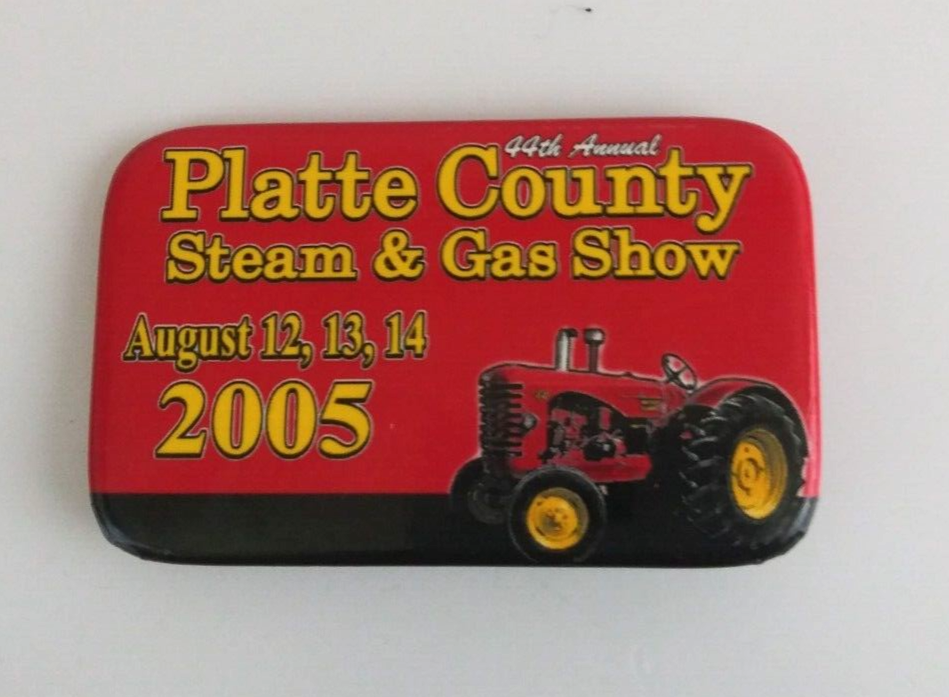 44th Annual
Platte County
Steam & Gas Show
August 12, 13, 14
2005